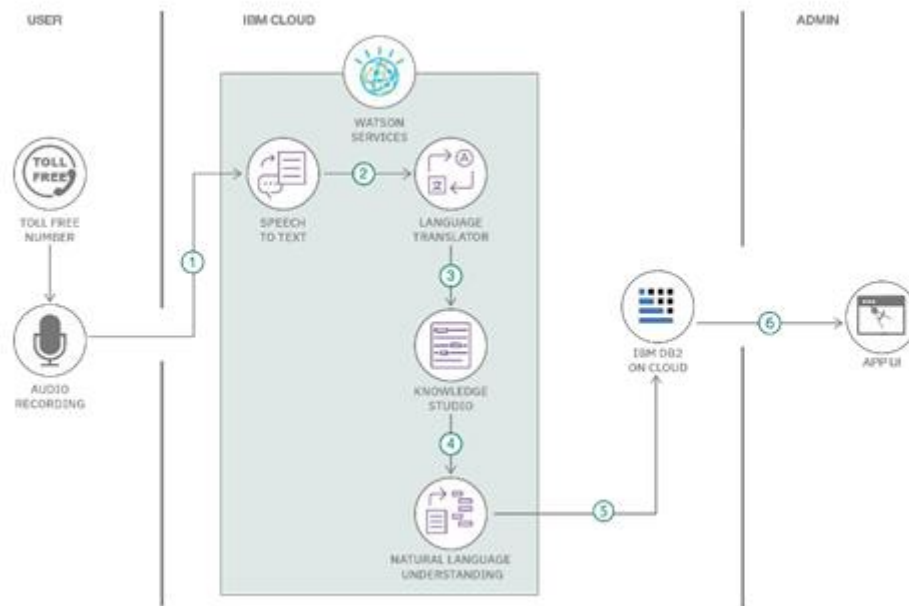 USER
IBM CLOUD
ADMIN
WATSON
SERVICES
TOLL
FREE
TOLL FREE
NUMBER
SPEECH
TO TEXT
2
A
文
LANGUAGE
TRANSLATOR
1
3
AUDIO
RECORDING
KNOWLEDGE
STUDIO
IBM DB2
ON CLOUD
6
APP UI
4
NATURAL LANGUAGE
UNDERSTANDING
5